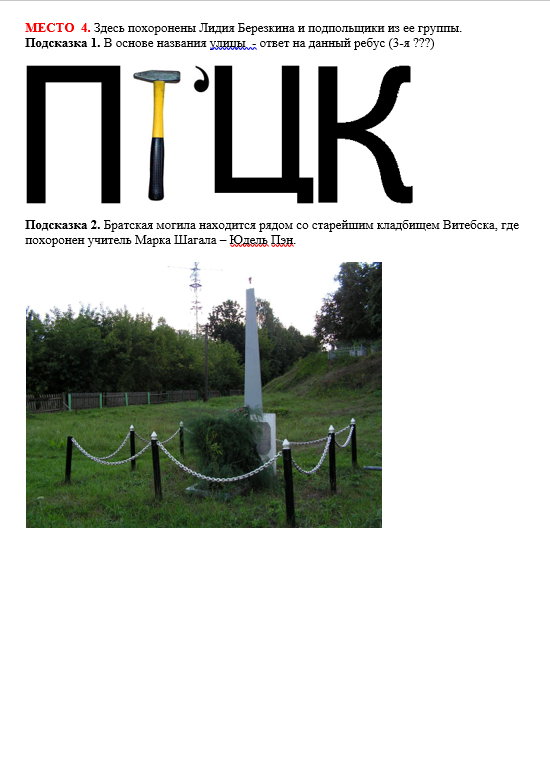 МЕСТО 4. Здесь похоронены Лидия Березкина и подпольщики из ее группы.
Подсказка 1. В основе названия улицы - ответ на данный ребус (3-я ???)
П ’ЦК
Подсказка 2. Братская могила находится рядом со старейшим кладбищем Витебска, где
похоронен учитель Марка Шагала – Юдель Пэн.